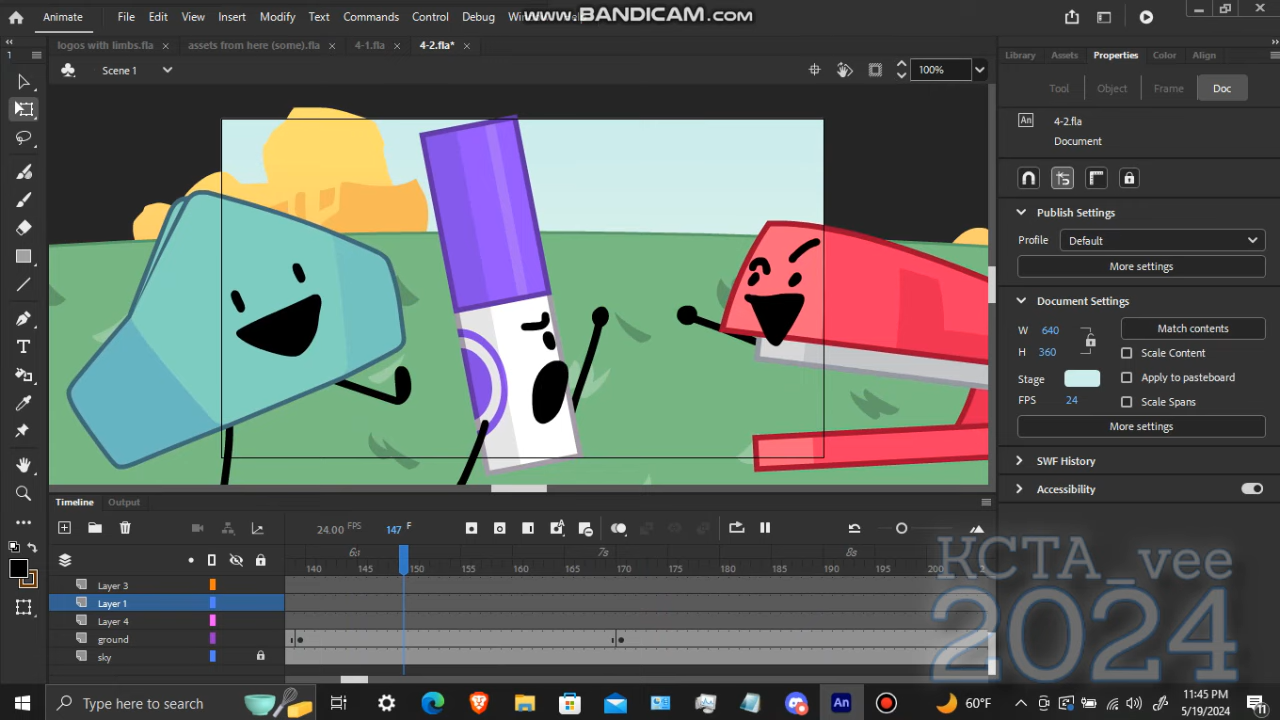 www.BANDICAM.com
Animate File Edit View Insert Modify Text Commands Control Debug
logos with limbs.fla × assets from here (some).fla × 4-1.fla × 4-2.fla* ×
1 Scene 1 100%
Library Assets Properties Color Align
Tool Object Frame Doc
An 4-2.fla
Document
Publish Settings
Profile Default
More settings
Document Settings
W 640 Match contents
H 360 Scale Content
Stage Apply to pasteboard
FPS 24 Scale Spans
More settings
SWF History
Accessibility
Timeline Output
24.00 FPS 147 F
6s 7s 8s
140 145 150 155 160 165 170 175 180 185 190 195 200
Layer 3
Layer 1
Layer 4
ground
sky
KCTA_vee
2024
Type here to search An 60°F 11:45 PM
5/19/2024 11